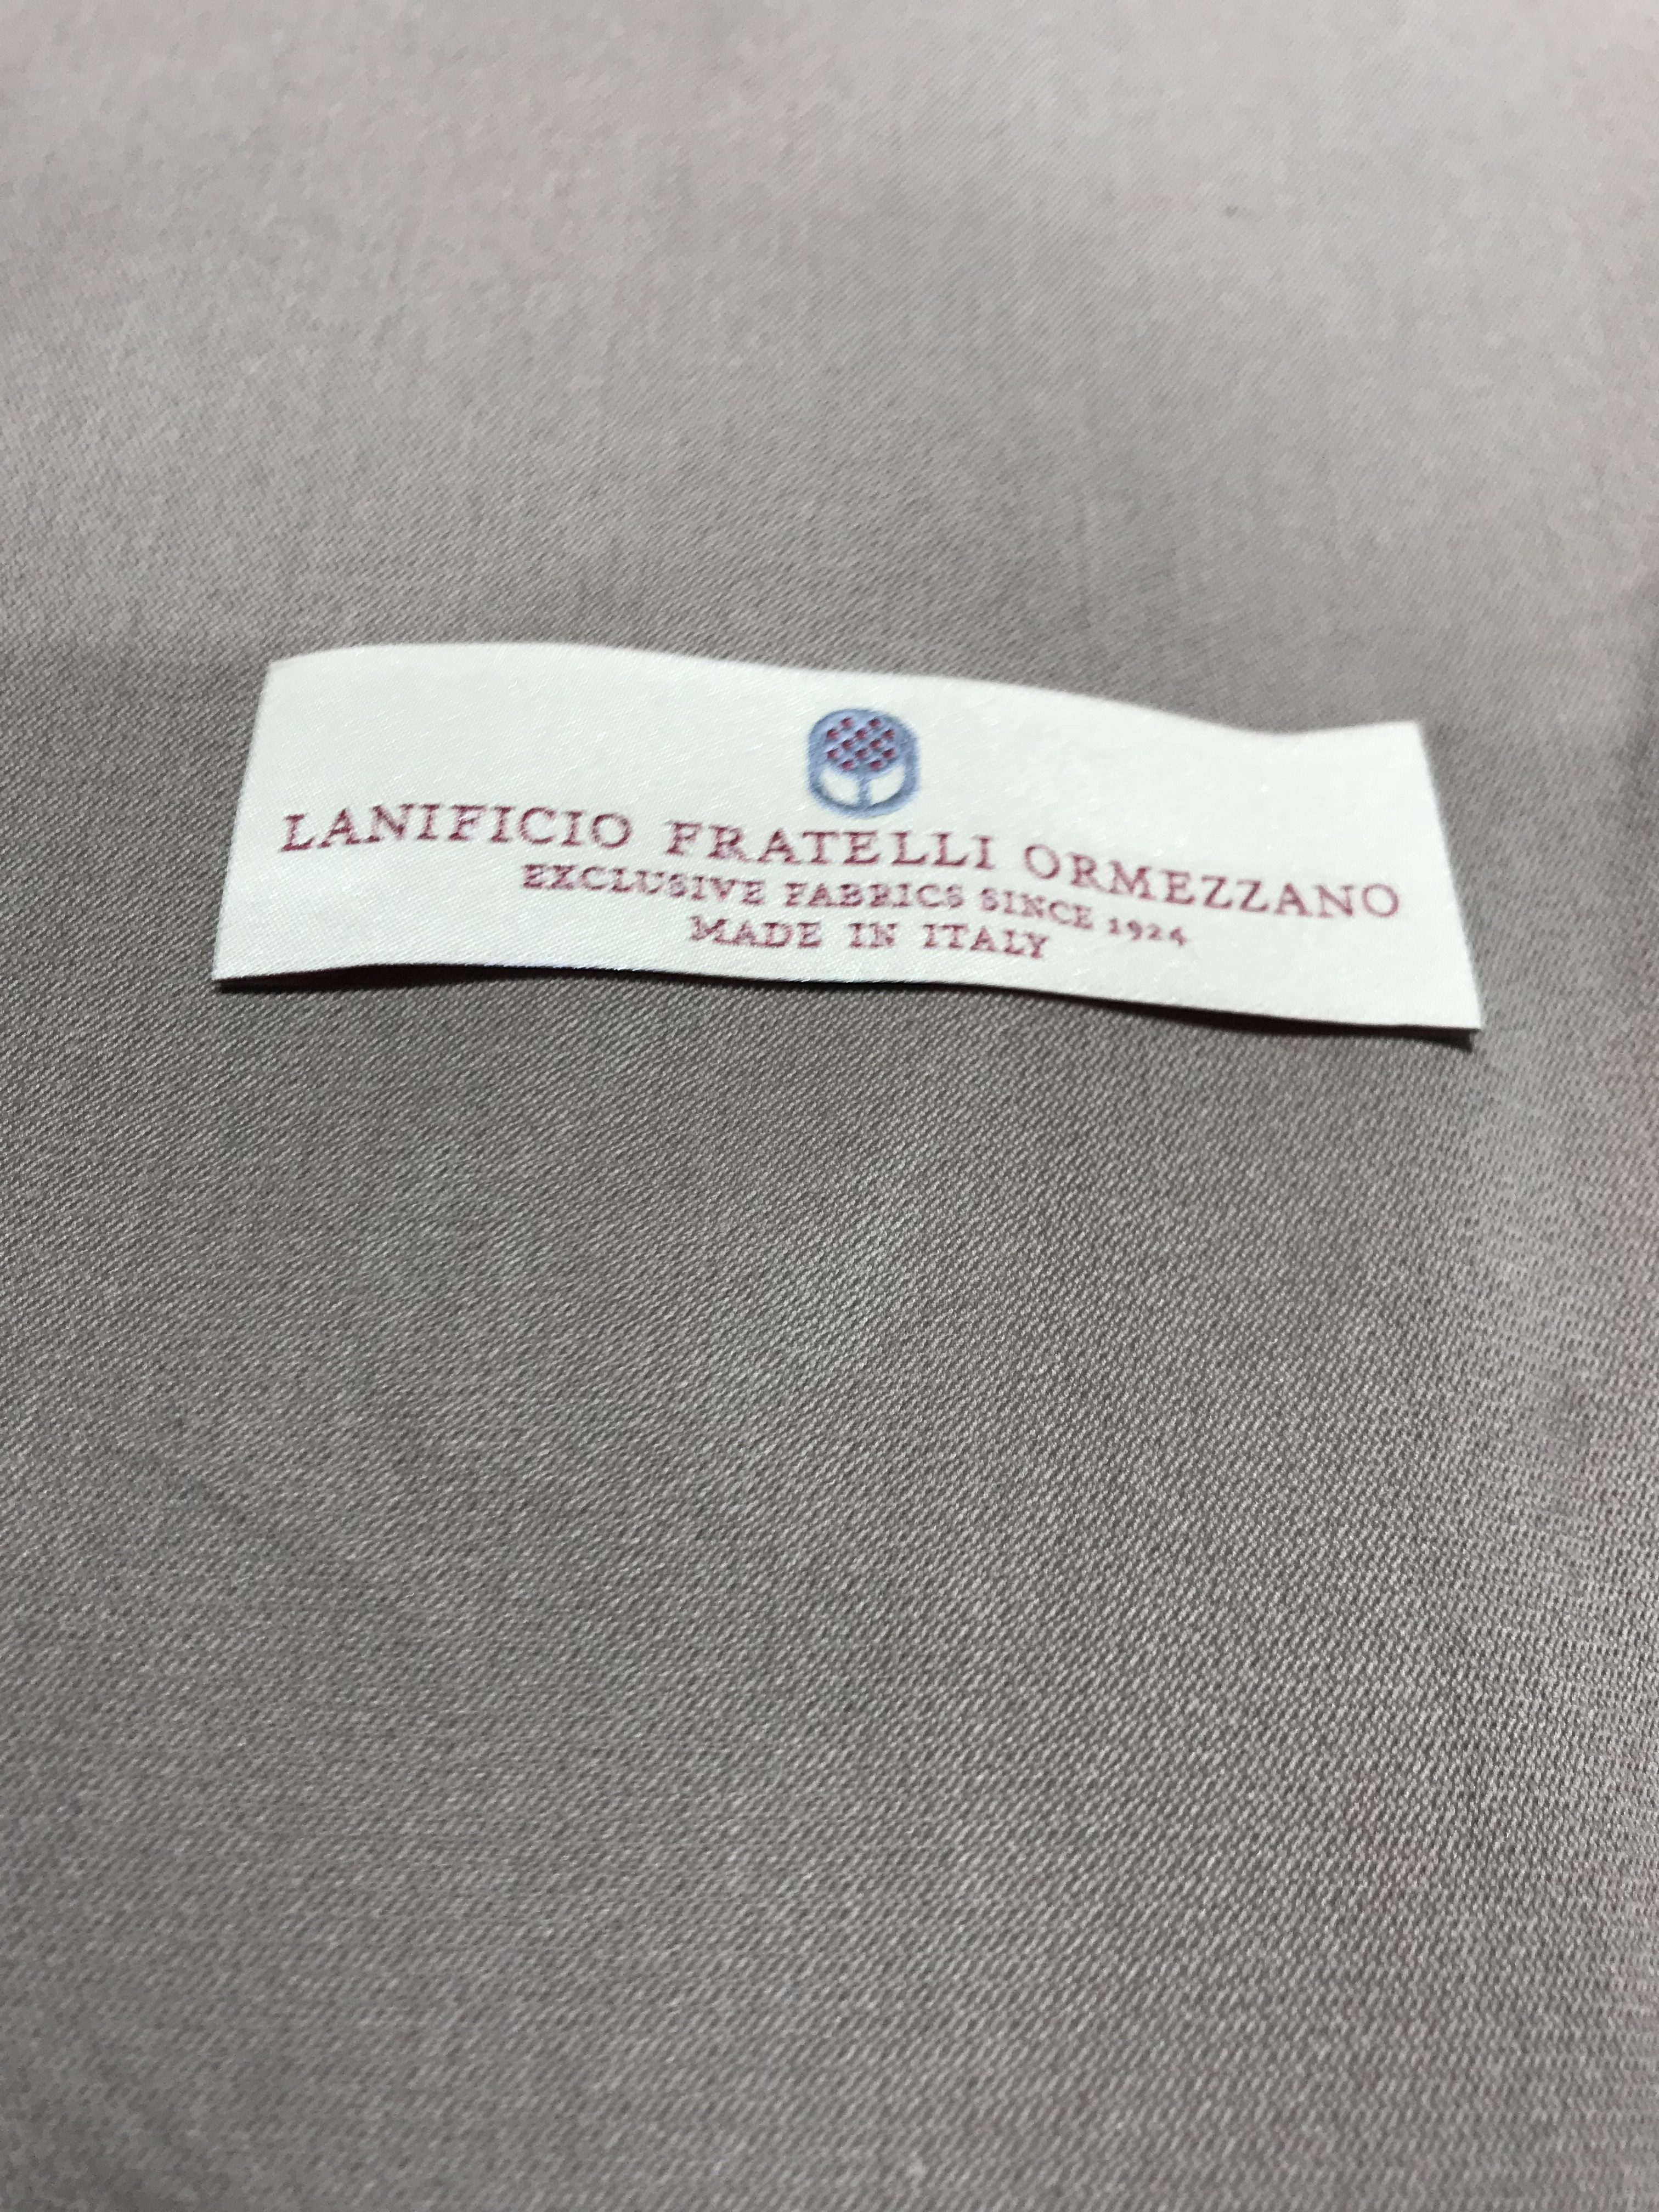 LANIFICIO FRATELLI ORMEZZANO
EXCLUSIVE FABRICS SINCE 1924
MADE IN ITALY